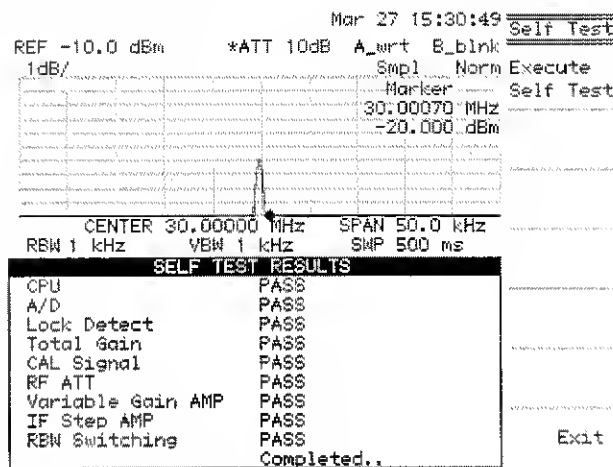 Mar 27 15:30:49
Self Test
REF -10.0 dBm *ATT 10dB A_wrt B_blnk
1dB/ Smpl Norm
Execute
Self Test
Marker
30.00070 MHz
-20.000 dBm
CENTER 30.00000 MHz SPAN 50.0 kHz
RBW 1 kHz VBW 1 kHz SWP 500 ms
SELF TEST RESULTS
CPU PASS
A/D PASS
Lock Detect PASS
Total Gain PASS
CAL Signal PASS
RF ATT PASS
Variable Gain AMP PASS
IF Step AMP PASS
RBW Switching PASS
Completed..
Exit